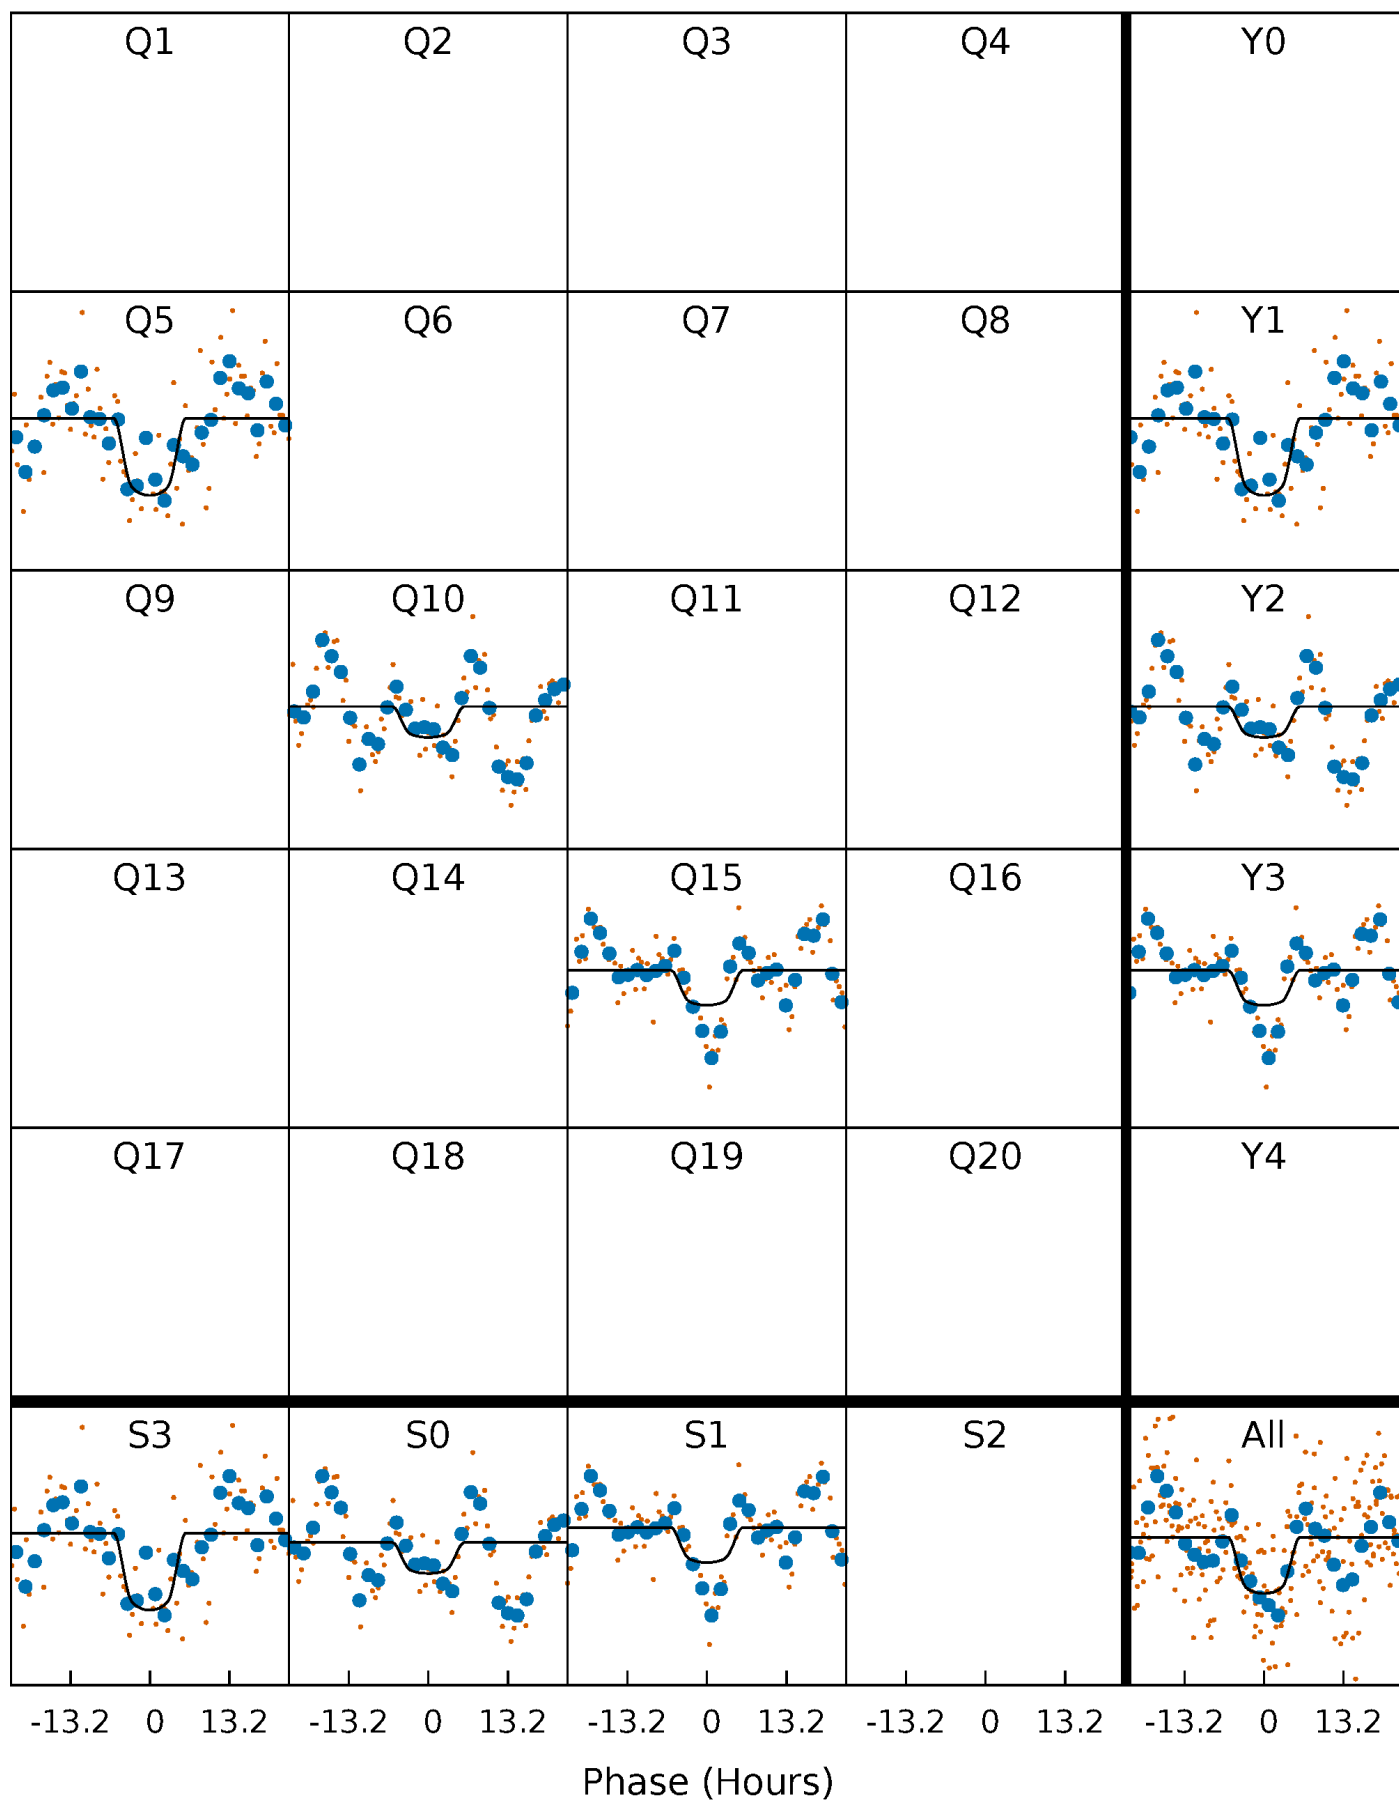 Q1 Q2 Q3 Q4 Y0
Q5 Q6 Q7 Q8 Y1
Q9 Q10 Q11 Q12 Y2
Q13 Q14 Q15 Q16 Y3
Q17 Q18 Q19 Q20 Y4
S3 S0 S1 S2 All
-13.2 0 13.2 -13.2 0 13.2 -13.2 0 13.2 -13.2 0 13.2 -13.2 0 13.2
Phase (Hours)